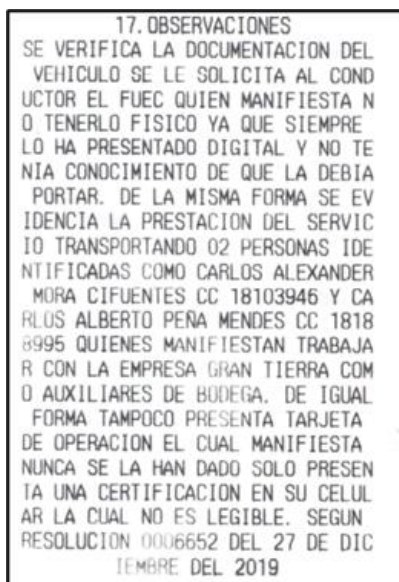 17. OBSERVACIONES
SE VERIFICA LA DOCUMENTACION DEL
VEHICULO SE LE SOLICITA AL COND
UCTOR EL FUEC QUIEN MANIFIESTA N
O TENERLO FISICO YA QUE SIEMPRE
LO HA PRESENTADO DIGITAL Y NO TE
NIA CONOCIMIENTO DE QUE LA DEBIA
PORTAR. DE LA MISMA FORMA SE EV
IDENCIA LA PRESTACION DEL SERVIC
IO TRANSPORTANDO 02 PERSONAS IDE
NTIFICADAS COMO CARLOS ALEXANDER
MORA CIFUENTES CC 18103946 Y CA
RLOS ALBERTO PEÑA MENDES CC 1818
8995 QUIENES MANIFIESTAN TRABAJA
R CON LA EMPRESA GRAN TIERRA COM
O AUXILIARES DE BODEGA. DE IGUAL
FORMA TAMPOCO PRESENTA TARJETA
DE OPERACION EL CUAL MANIFIESTA
NUNCA SE LA HAN DADO SOLO PRESEN
TA UNA CERTIFICACION EN SU CELUL
AR LA CUAL NO ES LEGIBLE. SEGUN
RESOLUCION 0006652 DEL 27 DE DIC
IEMBRE DEL 2019